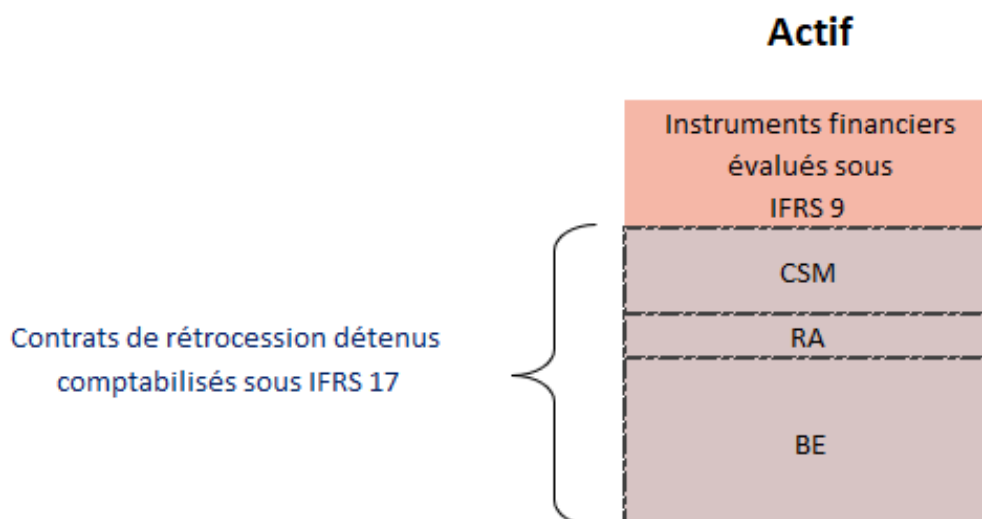 Actif
Instruments financiers
évalués sous
IFRS 9
CSM
Contrats de rétrocession détenus
comptabilisés sous IFRS 17
RA
BE